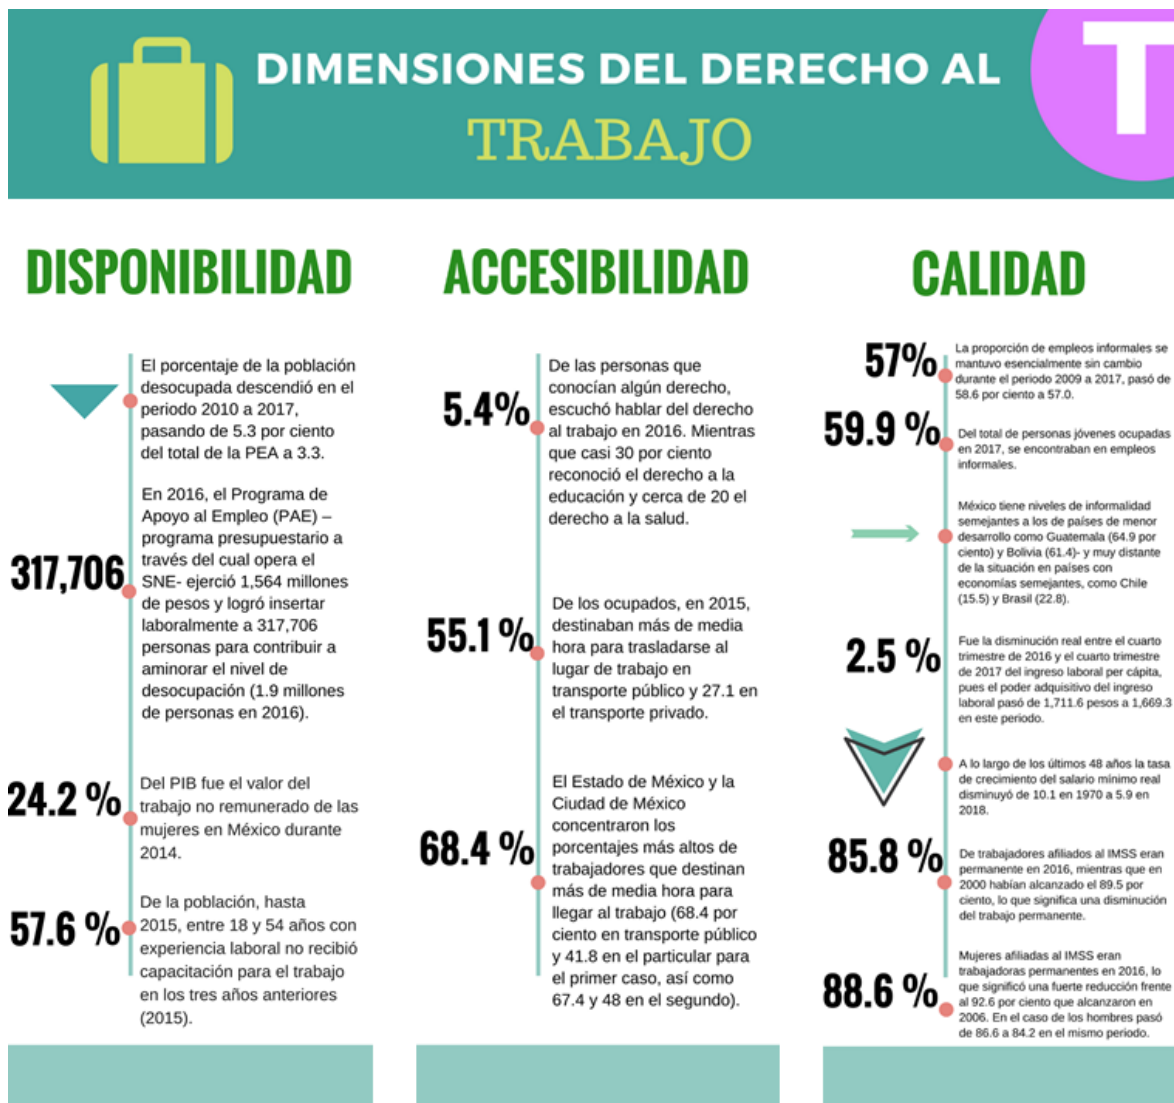 DIMENSIONES DEL DERECHO AL
TRABAJO
T
DISPONIBILIDAD
El porcentaje de la población
desocupada descendió en el
periodo 2010 a 2017,
pasando de 5.3 por ciento
del total de la PEA a 3.3.
317,706
En 2016, el Programa de
Apoyo al Empleo (PAE) –
programa presupuestario a
través del cual opera el
SNE- ejerció 1,564 millones
de pesos y logró insertar
laboralmente a 317,706
personas para contribuir a
aminorar el nivel de
desocupación (1.9 millones
de personas en 2016).
24.2 %
Del PIB fue el valor del
trabajo no remunerado de las
mujeres en México durante
2014.
57.6 %
De la población, hasta
2015, entre 18 y 54 años con
experiencia laboral no recibió
capacitación para el trabajo
en los tres años anteriores
(2015).
ACCESIBILIDAD
5.4%
De las personas que
conocían algún derecho,
escuchó hablar del derecho
al trabajo en 2016. Mientras
que casi 30 por ciento
reconoció el derecho a la
educación y cerca de 20 el
derecho a la salud.
55.1 %
De los ocupados, en 2015,
destinaban más de media
hora para trasladarse al
lugar de trabajo en
transporte público y 27.1 en
el transporte privado.
68.4 %
El Estado de México y la
Ciudad de México
concentraron los
porcentajes más altos de
trabajadores que destinan
más de media hora para
llegar al trabajo (68.4 por
ciento en transporte público
y 41.8 en el particular para
el primer caso, así como
67.4 y 48 en el segundo).
CALIDAD
57%
La proporción de empleos informales se
mantuvo esencialmente sin cambio
durante el periodo 2009 a 2017, pasó de
58.6 por ciento a 57.0.
59.9 %
Del total de personas jóvenes ocupadas
en 2017, se encontraban en empleos
informales.
México tiene niveles de informalidad
semejantes a los de países de menor
desarrollo como Guatemala (64.9 por
ciento) y Bolivia (61.4)- y muy distante
de la situación en países con
economías semejantes, como Chile
(15.5) y Brasil (22.8).
2.5 %
Fue la disminución real entre el cuarto
trimestre de 2016 y el cuarto trimestre
de 2017 del ingreso laboral per cápita,
pues el poder adquisitivo del ingreso
laboral pasó de 1,711.6 pesos a 1,669.3
en este periodo.
A lo largo de los últimos 48 años la tasa
de crecimiento del salario mínimo real
disminuyó de 10.1 en 1970 a 5.9 en
2018.
85.8 %
De trabajadores afiliados al IMSS eran
permanente en 2016, mientras que en
2000 habían alcanzado el 89.5 por
ciento, lo que significa una disminución
del trabajo permanente.
88.6 %
Mujeres afiliadas al IMSS eran
trabajadoras permanentes en 2016, lo
que significó una fuerte reducción frente
al 92.6 por ciento que alcanzaron en
2006. En el caso de los hombres pasó
de 86.6 a 84.2 en el mismo periodo.